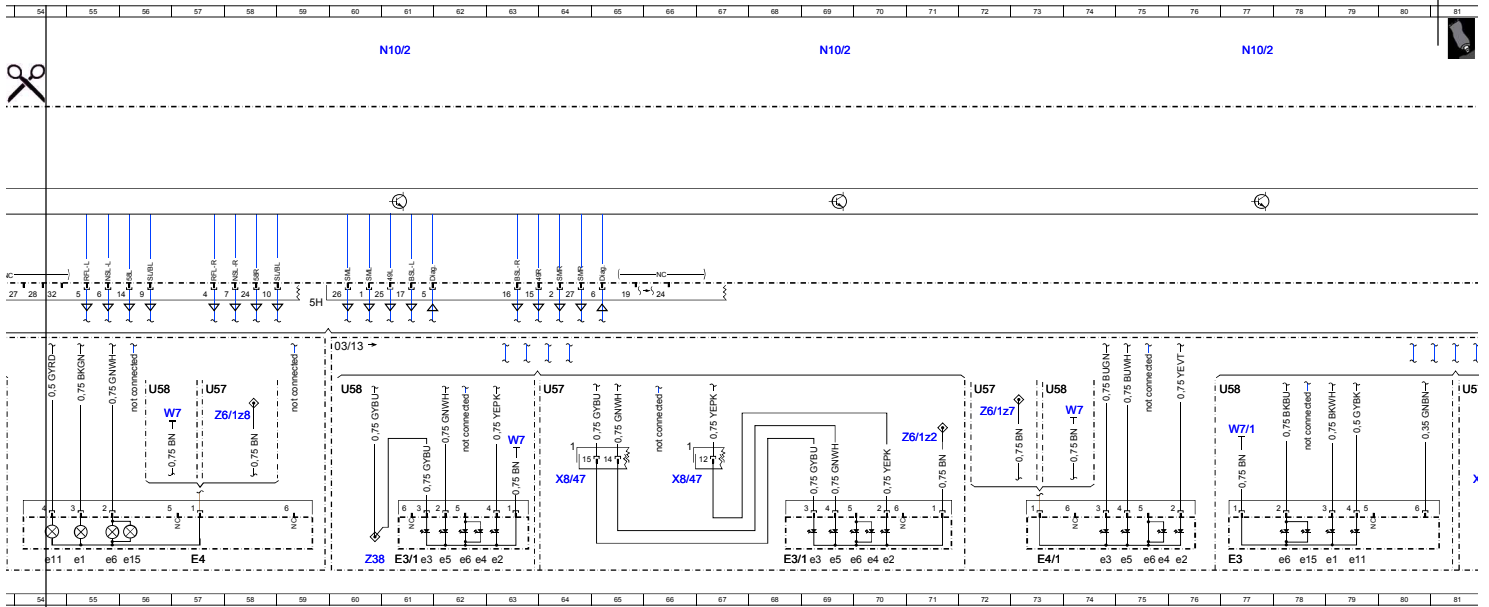 54 55 56 57 58 59 60 61 62 63 64 65 66 67 68 69 70 71 72 73 74 75 76 77 78 79 80 81
N10/2 N10/2 N10/2
RFL-L NSL-L 58L SL/BL RFL-R NSL-R 58R SL/BL SML SML 49L BSL-L Diag. BSL-R 49R SMR SMR Diag.
NC NC
27 28 32 5 6 14 9 4 7 24 10 26 1 25 17 5 16 15 2 27 6 19 24
5H
03/13
0,5 GYRD 0,75 BKGN 0,75 GNWH not connected
U58 U57
W7 Z6/1z8
0,75 BN 0,75 BN
not connected
4 3 2 5 1 6
NC NC
e11 e1 e6 e15 E4
U58
0,75 GYBU 0,75 GYBU 0,75 GNWH not connected 0,75 YEPK 0,75 BN
W7
6 3 2 5 4 1
NC
Z38 E3/1 e3 e5 e6 e4 e2
U57
0,75 GYBU 0,75 GNWH not connected 0,75 YEPK
1 15 14 1 12
X8/47 X8/47
Z6/1z2
0,75 GYBU 0,75 GNWH 0,75 YEPK 0,75 BN
3 4 5 2 6 1
NC
E3/1 e3 e5 e6 e4 e2
U57 U58
Z6/1z7 W7
0,75 BN 0,75 BN
0,75 BUGN 0,75 BUWH not connected 0,75 YEVT
1 6 3 4 5 2
NC
E4/1 e3 e5 e6 e4 e2
U58
W7/1
0,75 BN 0,75 BKBU not connected 0,75 BKWH 0,5 GYBK 0,35 GNBN
1 2 3 4 5 6
NC
E3 e6 e15 e1 e11
54 55 56 57 58 59 60 61 62 63 64 65 66 67 68 69 70 71 72 73 74 75 76 77 78 79 80 81